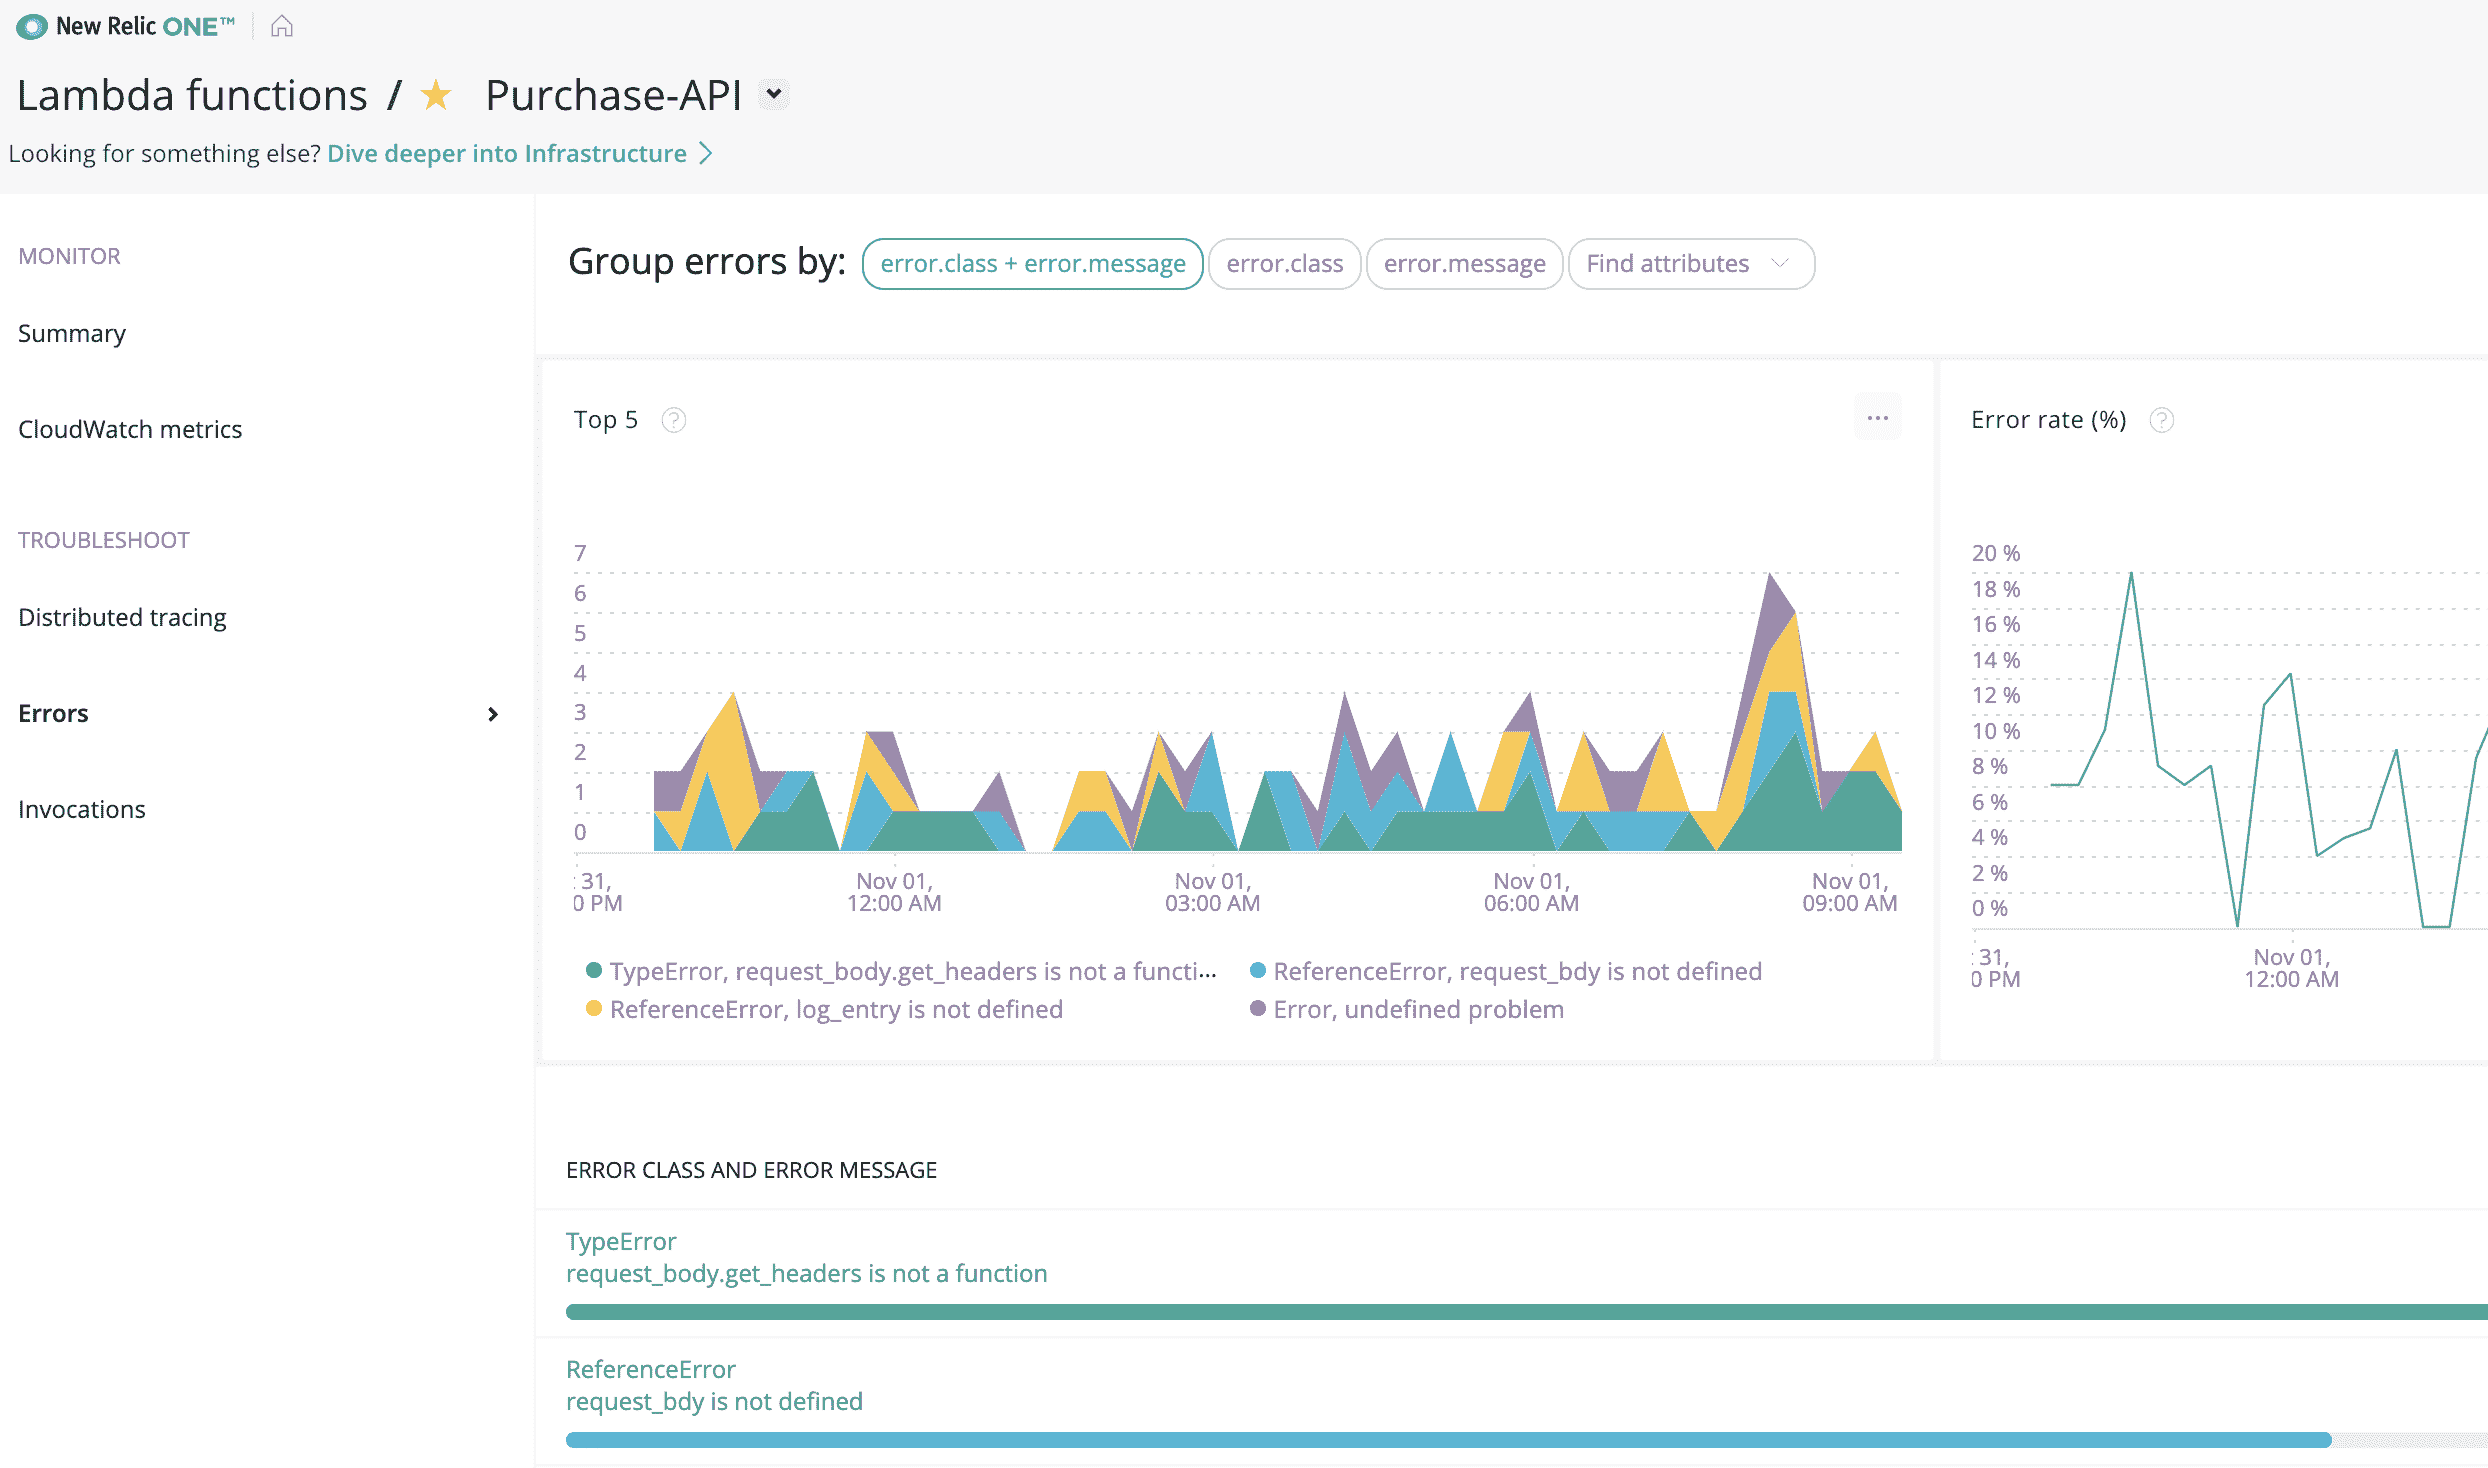 New Relic ONE™
Lambda functions / Purchase-API
Looking for something else? Dive deeper into Infrastructure
MONITOR
Summary
CloudWatch metrics
TROUBLESHOOT
Distributed tracing
Errors
Invocations
Group errors by: error.class + error.message error.class error.message Find attributes
Top 5 ?
...
7
6
5
4
3
2
1
0
: 31,
0 PM
Nov 01,
12:00 AM
Nov 01,
03:00 AM
Nov 01,
06:00 AM
Nov 01,
09:00 AM
TypeError, request_body.get_headers is not a functi...
ReferenceError, request_bdy is not defined
ReferenceError, log_entry is not defined
Error, undefined problem
Error rate (%) ?
20 %
18 %
16 %
14 %
12 %
10 %
8 %
6 %
4 %
2 %
0 %
: 31,
0 PM
Nov 01,
12:00 AM
ERROR CLASS AND ERROR MESSAGE
TypeError
request_body.get_headers is not a function
ReferenceError
request_bdy is not defined